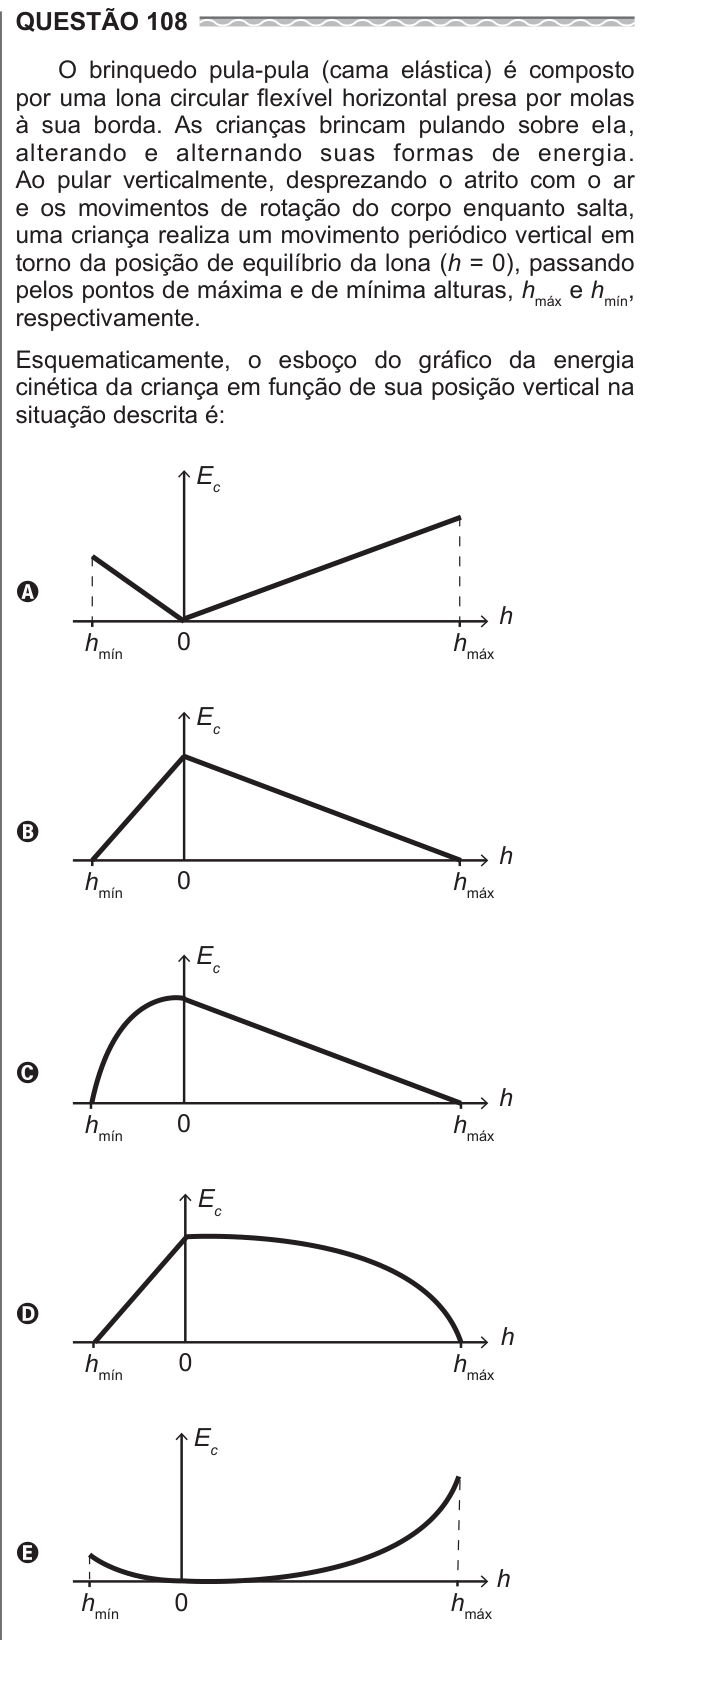 QUESTÃO 108
O brinquedo pula-pula (cama elástica) é composto
por uma lona circular flexível horizontal presa por molas
à sua borda. As crianças brincam pulando sobre ela,
alterando e alternando suas formas de energia.
Ao pular verticalmente, desprezando o atrito com o ar
e os movimentos de rotação do corpo enquanto salta,
uma criança realiza um movimento periódico vertical em
torno da posição de equilíbrio da lona (h = 0), passando
pelos pontos de máxima e de mínima alturas, hmáx e hmín,
respectivamente.
Esquematicamente, o esboço do gráfico da energia
cinética da criança em função de sua posição vertical na
situação descrita é:
Ec
A
h
hmín 0 hmáx
Ec
B
h
hmín 0 hmáx
Ec
C
h
hmín 0 hmáx
Ec
D
h
hmín 0 hmáx
Ec
E
h
hmín 0 hmáx